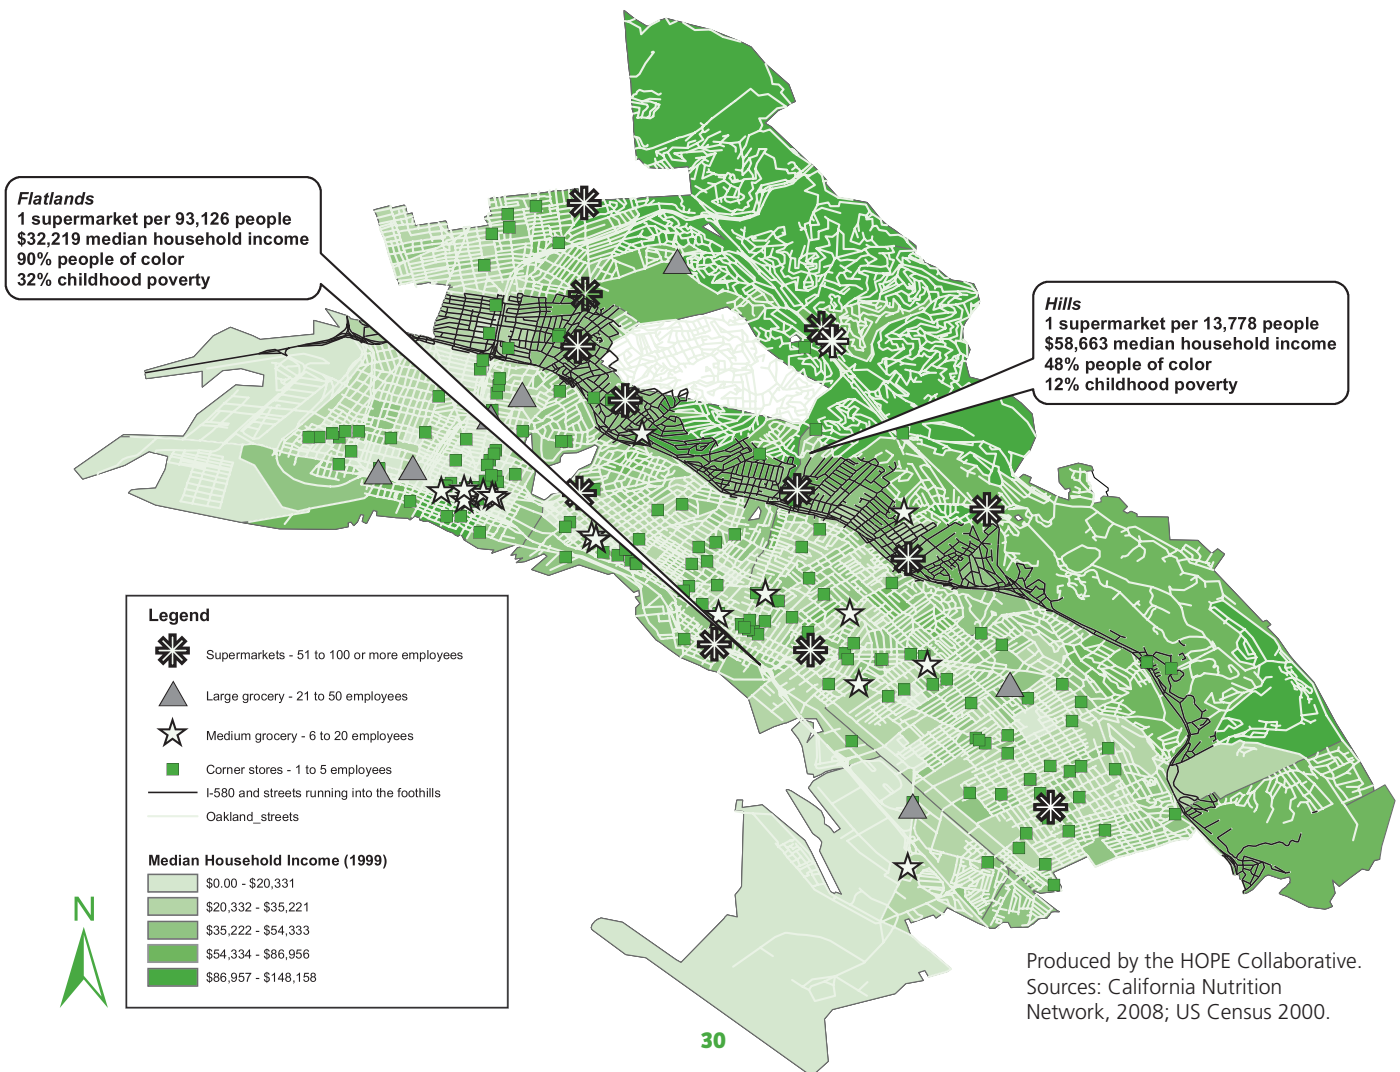 Flatlands
1 supermarket per 93,126 people
$32,219 median household income
90% people of color
32% childhood poverty
Hills
1 supermarket per 13,778 people
$58,663 median household income
48% people of color
12% childhood poverty
Legend
Supermarkets - 51 to 100 or more employees
Large grocery - 21 to 50 employees
Medium grocery - 6 to 20 employees
Corner stores - 1 to 5 employees
I-580 and streets running into the foothills
Oakland_streets
Median Household Income (1999)
$0.00 - $20,331
$20,332 - $35,221
$35,222 - $54,333
$54,334 - $86,956
$86,957 - $148,158
N
Produced by the HOPE Collaborative.
Sources: California Nutrition
Network, 2008; US Census 2000.
30